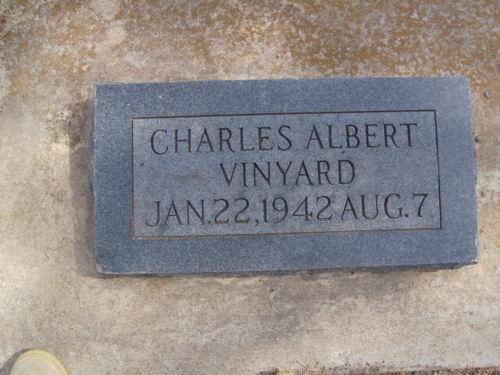 CHARLES ALBERT
VINYARD
JAN.22,1942 AUG.7